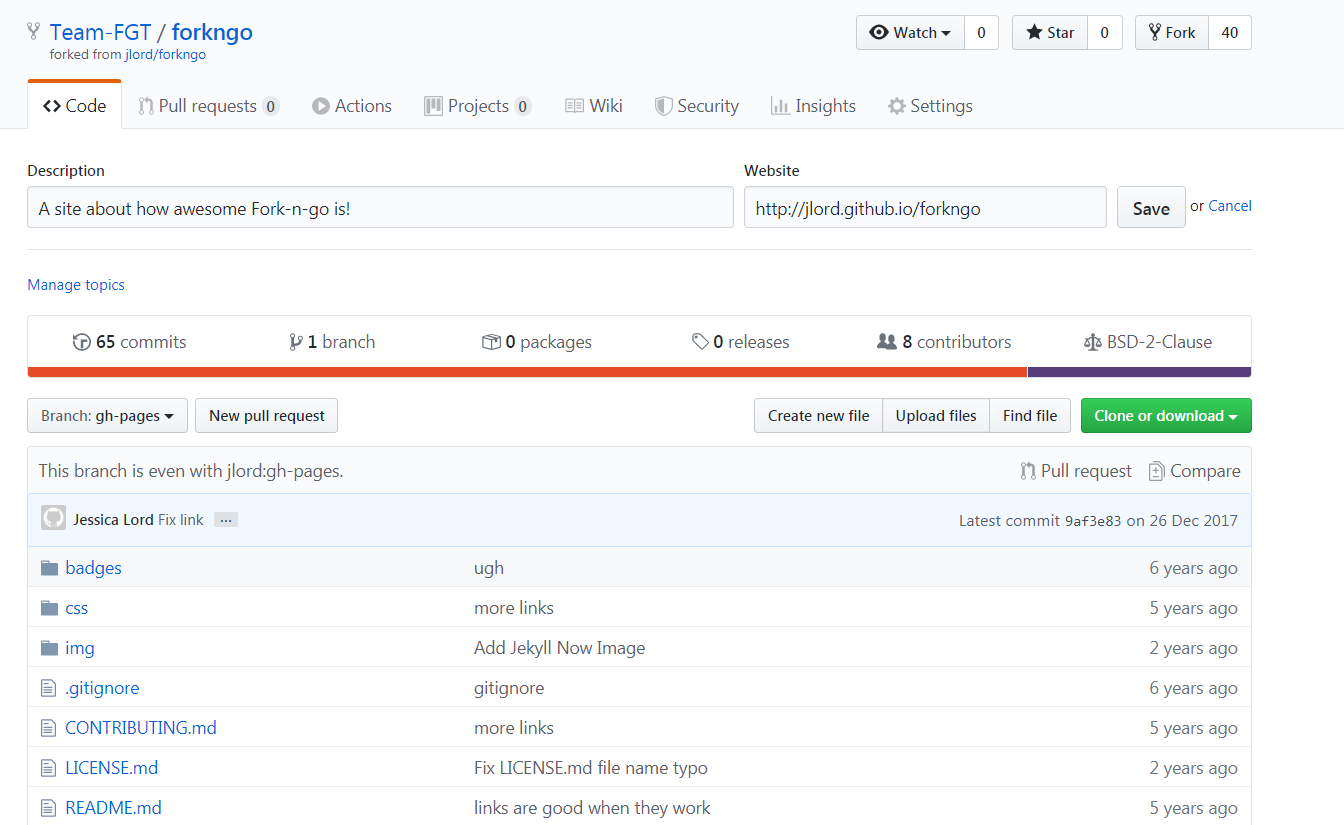 Team-FGT / forkngo
Watch 0 Star 0 Fork 40
forked from jlord/forkngo
Code Pull requests 0 Actions Projects 0 Wiki Security Insights Settings
Description Website
A site about how awesome Fork-n-go is! http://jlord.github.io/forkngo Save or Cancel
Manage topics
65 commits 1 branch 0 packages 0 releases 8 contributors BSD-2-Clause
Branch: gh-pages New pull request Create new file Upload files Find file Clone or download
This branch is even with jlord:gh-pages. Pull request Compare
Jessica Lord Fix link ... Latest commit 9af3e83 on 26 Dec 2017
badges ugh 6 years ago
css more links 5 years ago
img Add Jekyll Now Image 2 years ago
.gitignore gitignore 6 years ago
CONTRIBUTING.md more links 5 years ago
LICENSE.md Fix LICENSE.md file name typo 2 years ago
README.md links are good when they work 5 years ago